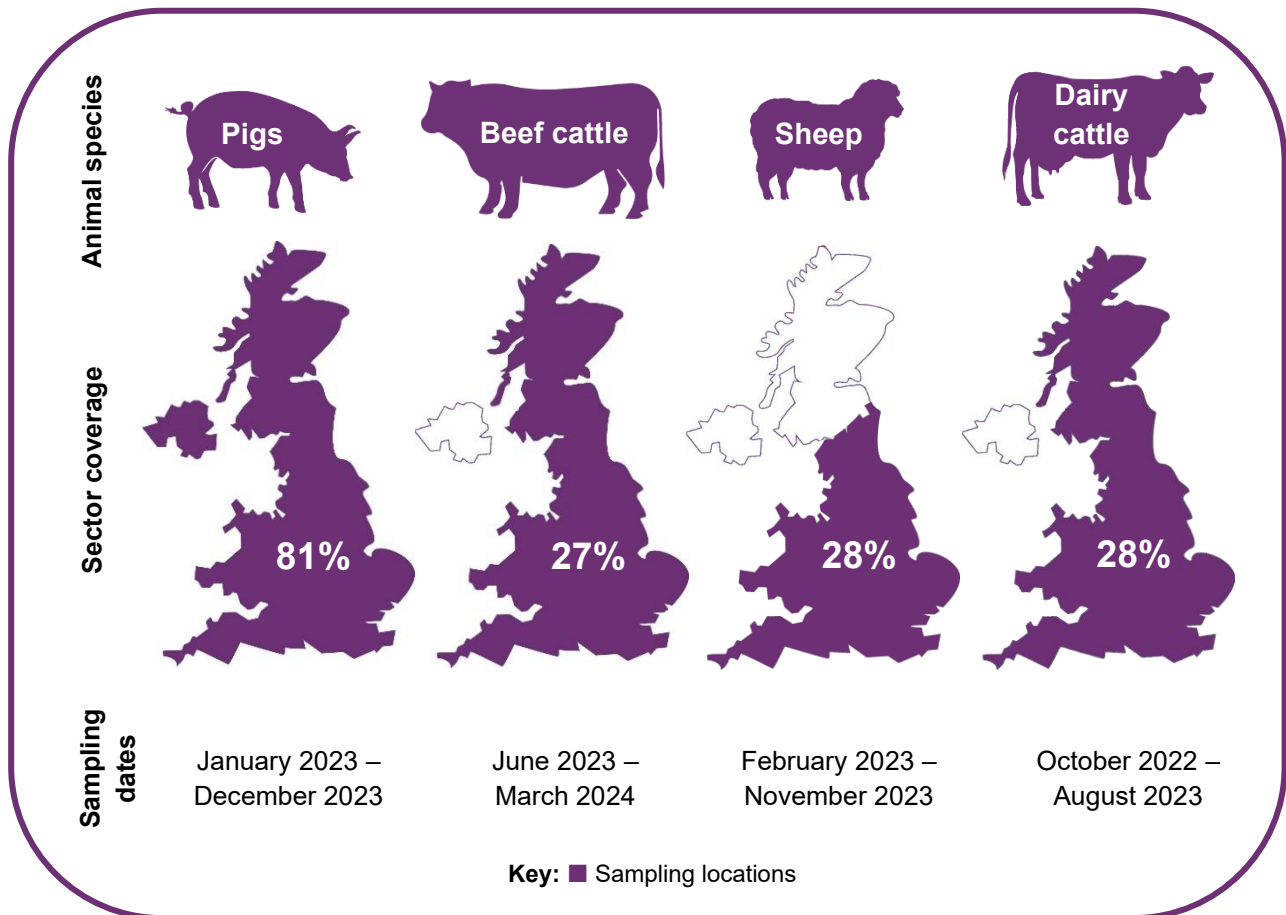 Animal species
Pigs
Beef cattle
Sheep
Dairy
cattle
Sector coverage
81%
27%
28%
28%
Sampling
dates
January 2023 –
December 2023
June 2023 –
March 2024
February 2023 –
November 2023
October 2022 –
August 2023
Key: Sampling locations